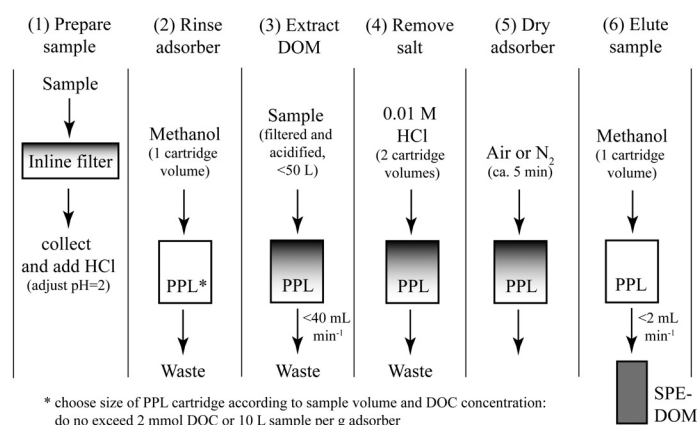 (1) Prepare sample
Sample
Inline filter
collect
and add HCl
(adjust pH=2)
(2) Rinse adsorber
Methanol
(1 cartridge
volume)
PPL*
Waste
(3) Extract DOM
Sample
(filtered and
acidified,
<50 L)
PPL
<40 mL
min-1
Waste
(4) Remove salt
0.01 M
HCl
(2 cartridge
volumes)
PPL
Waste
(5) Dry adsorber
Air or N2
(ca. 5 min)
PPL
(6) Elute sample
Methanol
(1 cartridge
volume)
PPL
<2 mL
min-1
SPE-
DOM
* choose size of PPL cartridge according to sample volume and DOC concentration:
do no exceed 2 mmol DOC or 10 L sample per g adsorber